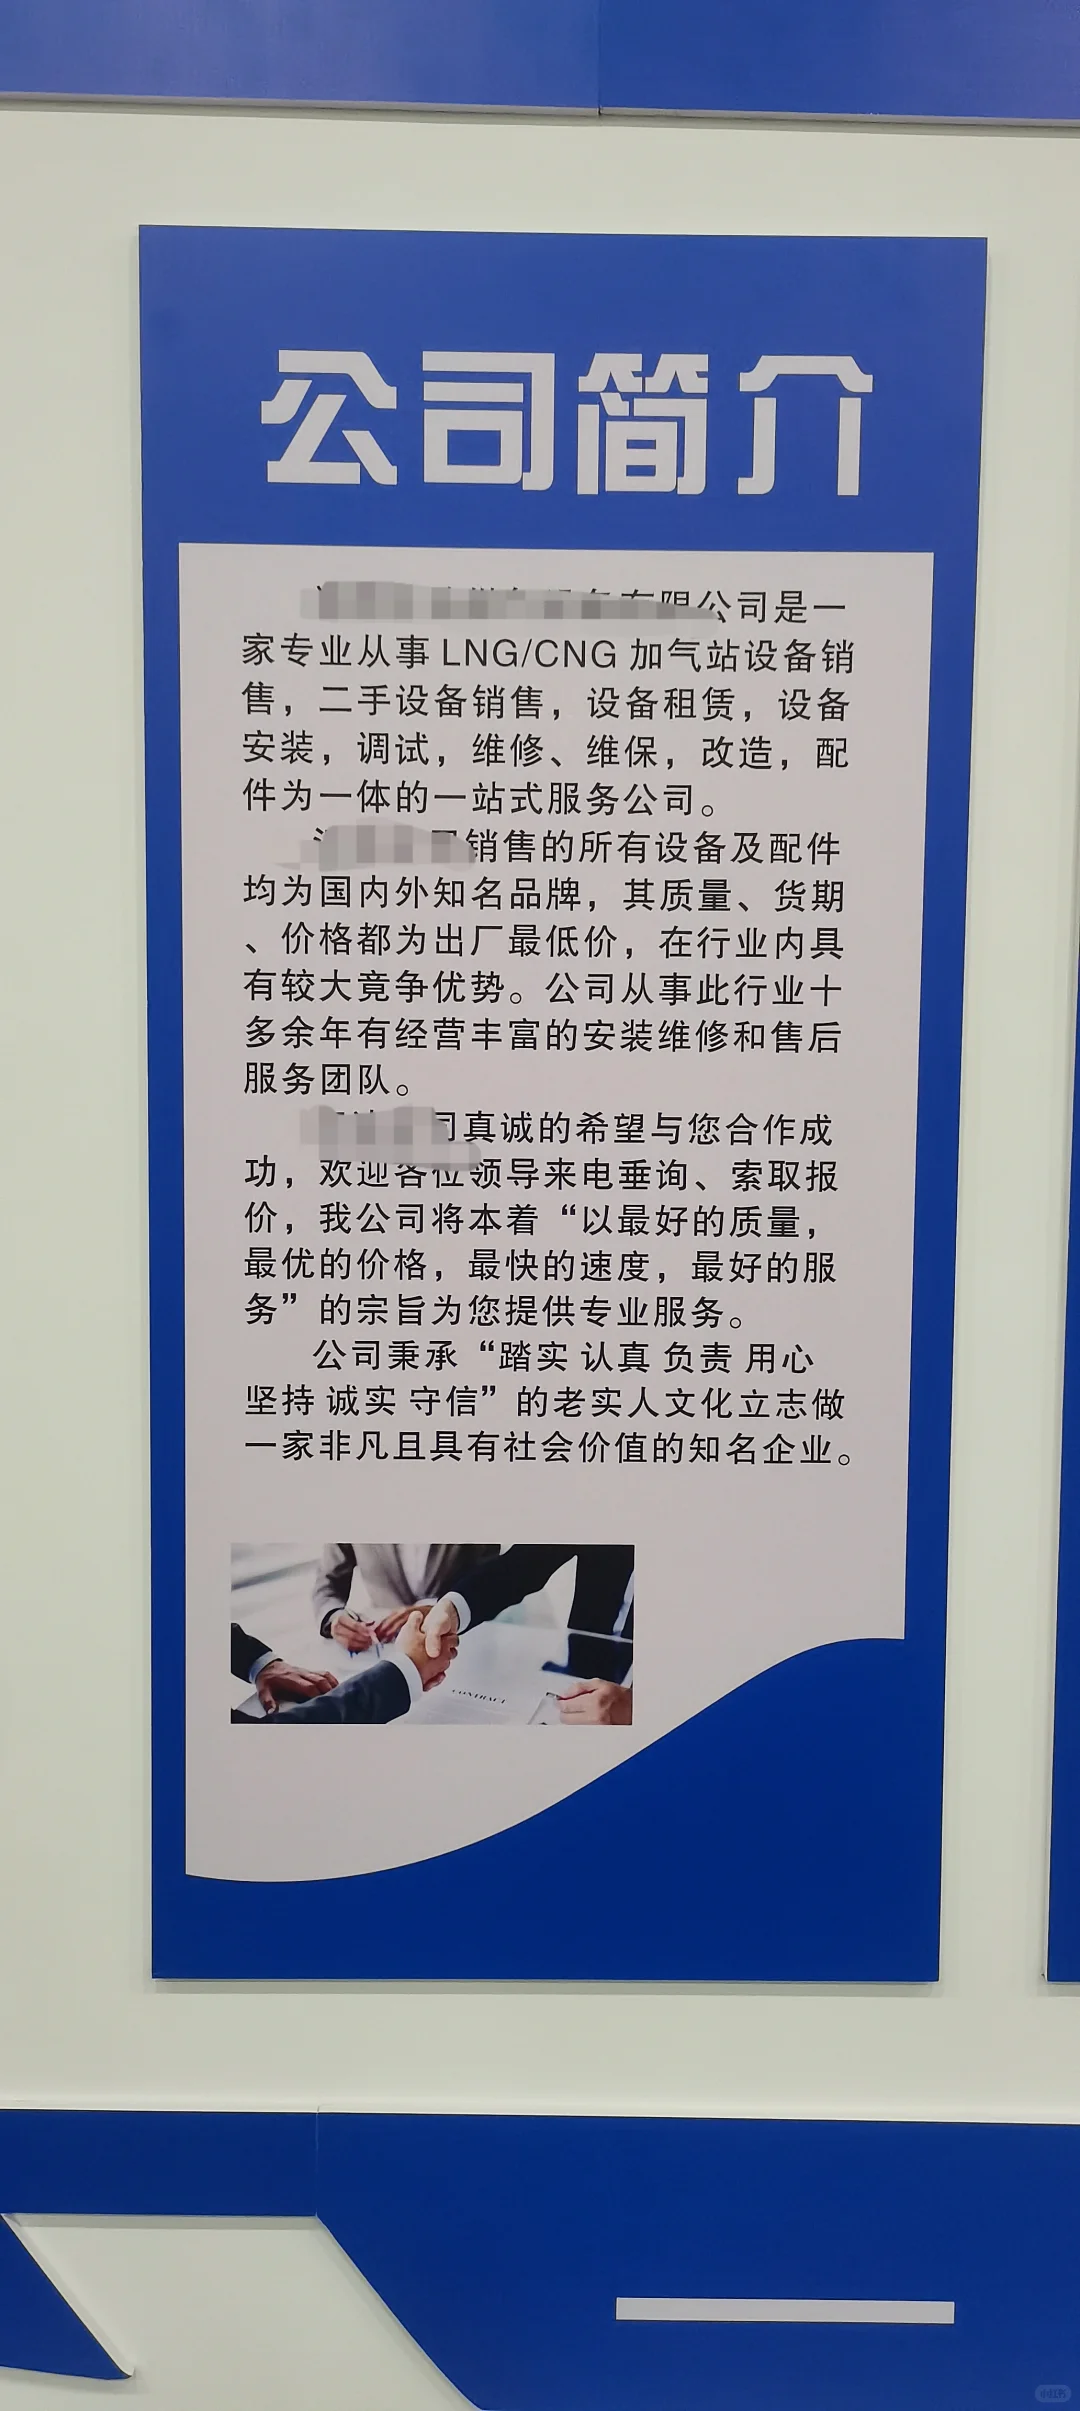 公司简介
公司是一
家专业从事 LNG/CNG 加气站设备销
售，二手设备销售，设备租赁，设备
安装，调试，维修、维保，改造，配
件为一体的一站式服务公司。
销售的所有设备及配件
均为国内外知名品牌，其质量、货期
、价格都为出厂最低价，在行业内具
有较大竟争优势。公司从事此行业十
多余年有经营丰富的安装维修和售后
服务团队。
司真诚的希望与您合作成
功，欢迎各位领导来电垂询、索取报
价，我公司将本着“以最好的质量，
最优的价格，最快的速度，最好的服
务”的宗旨为您提供专业服务。
公司秉承“踏实 认真 负责 用心
坚持 诚实 守信”的老实人文化立志做
一家非凡且具有社会价值的知名企业。
CONTRACT
小红书